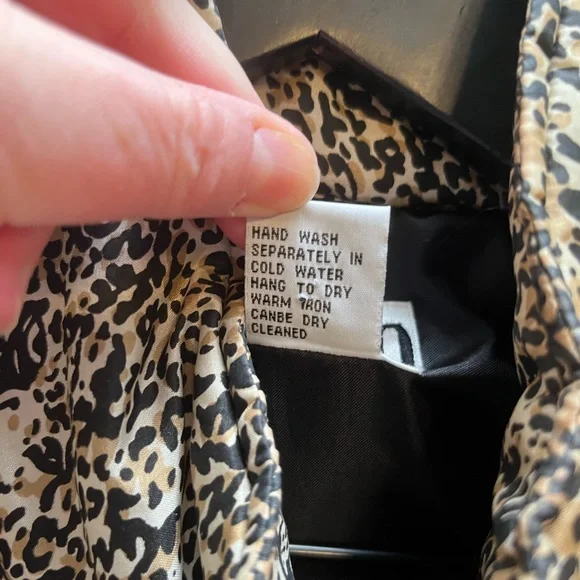 HAND WASH
SEPARATELY IN
COLD WATER
HANG TO DRY
WARM IRON
CANBE DRY
CLEANED